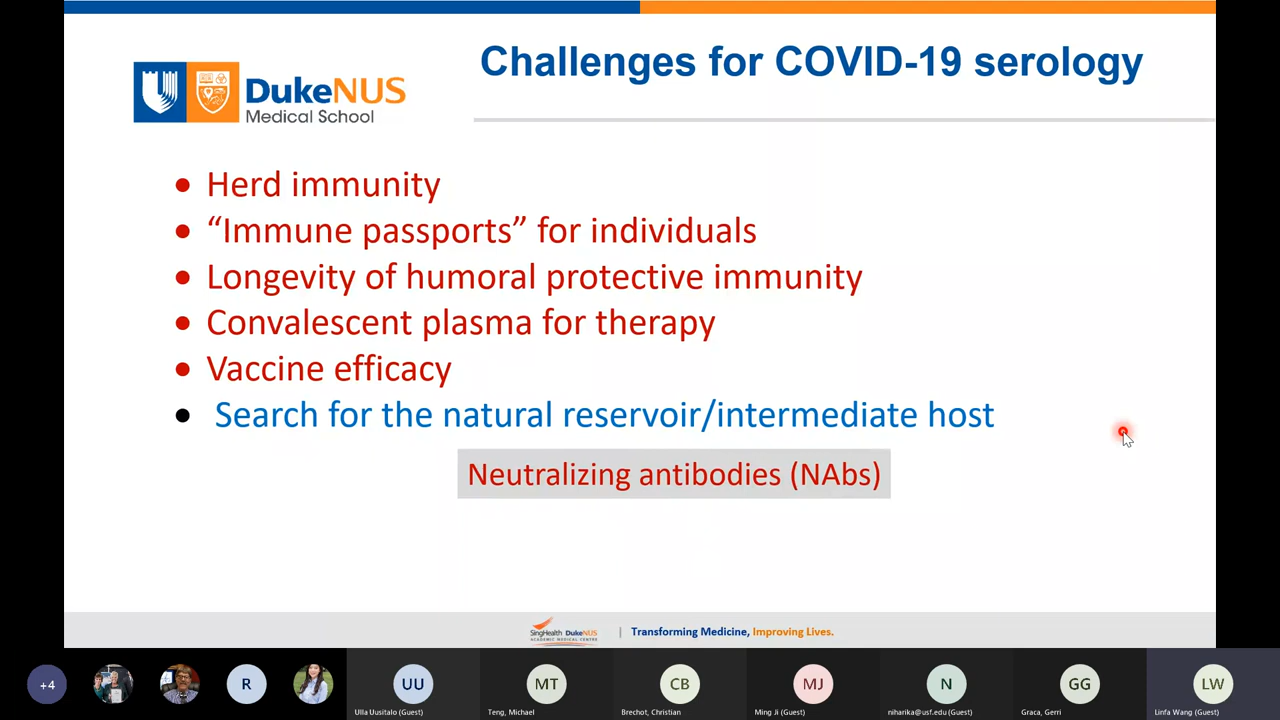 Challenges for COVID-19 serology
DukeNUS
Medical School
• Herd immunity
• “Immune passports” for individuals
• Longevity of humoral protective immunity
• Convalescent plasma for therapy
• Vaccine efficacy
• Search for the natural reservoir/intermediate host
Neutralizing antibodies (NAbs)
SingHealth DukeNUS
ACADEMIC MEDICAL CENTRE
| Transforming Medicine, Improving Lives.
+4
R
UU
MT
CB
MJ
N
GG
LW
Ulla Uusitalo (Guest)
Teng, Michael
Brechot, Christian
Ming Ji (Guest)
niharika@usf.edu (Guest)
Graca, Gerri
Linfa Wang (Guest)